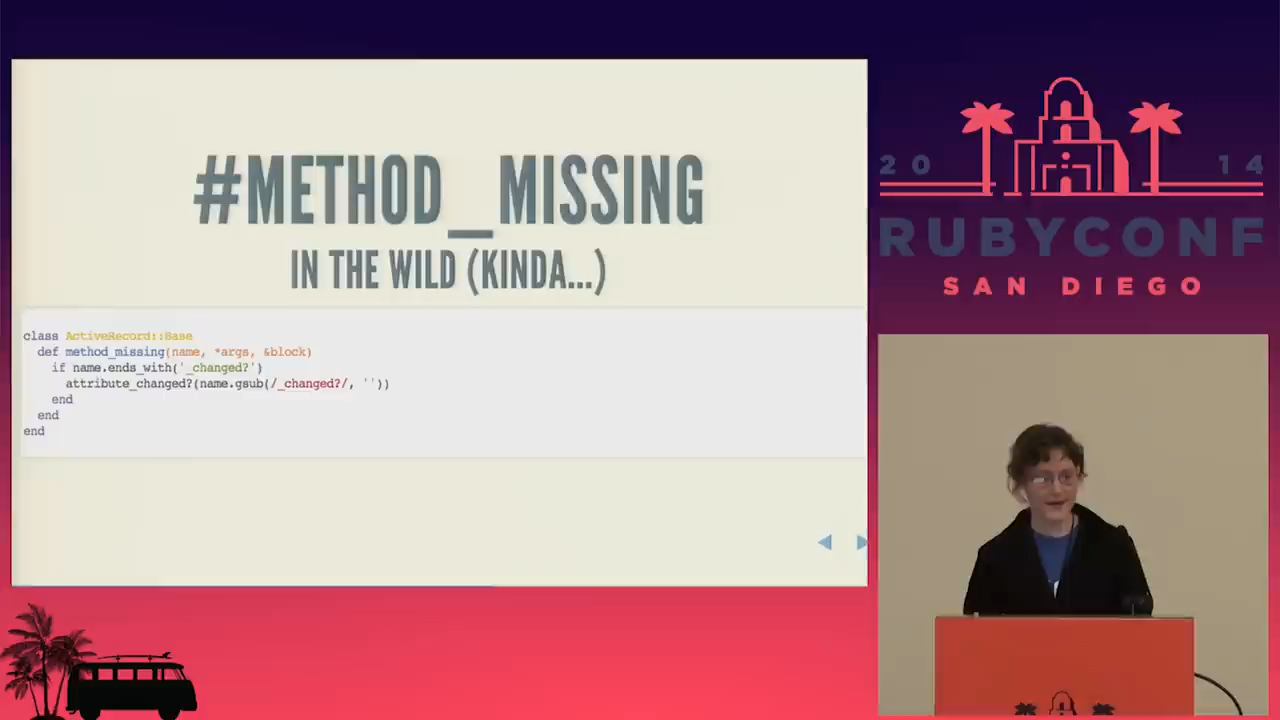 #METHOD_MISSING
IN THE WILD (KINDA...)
class ActiveRecord::Base
  def method_missing(name, *args, &block)
    if name.ends_with('_changed?')
      attribute_changed?(name.gsub(/_changed?/, ''))
    end
  end
end
20 14
RUBYCONF
SAN DIEGO